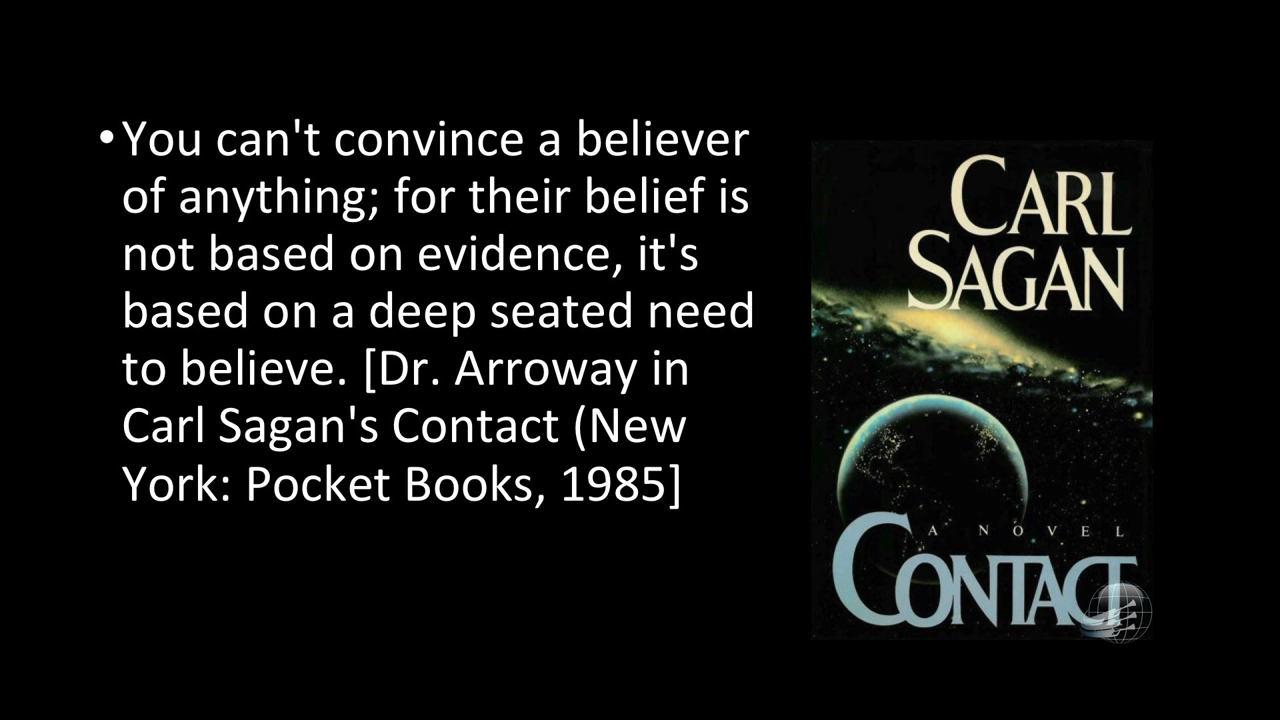 •You can't convince a believer
of anything; for their belief is
not based on evidence, it's
based on a deep seated need
to believe. [Dr. Arroway in
Carl Sagan's Contact (New
York: Pocket Books, 1985]
CARL
SAGAN
A NOVEL
CONTACT